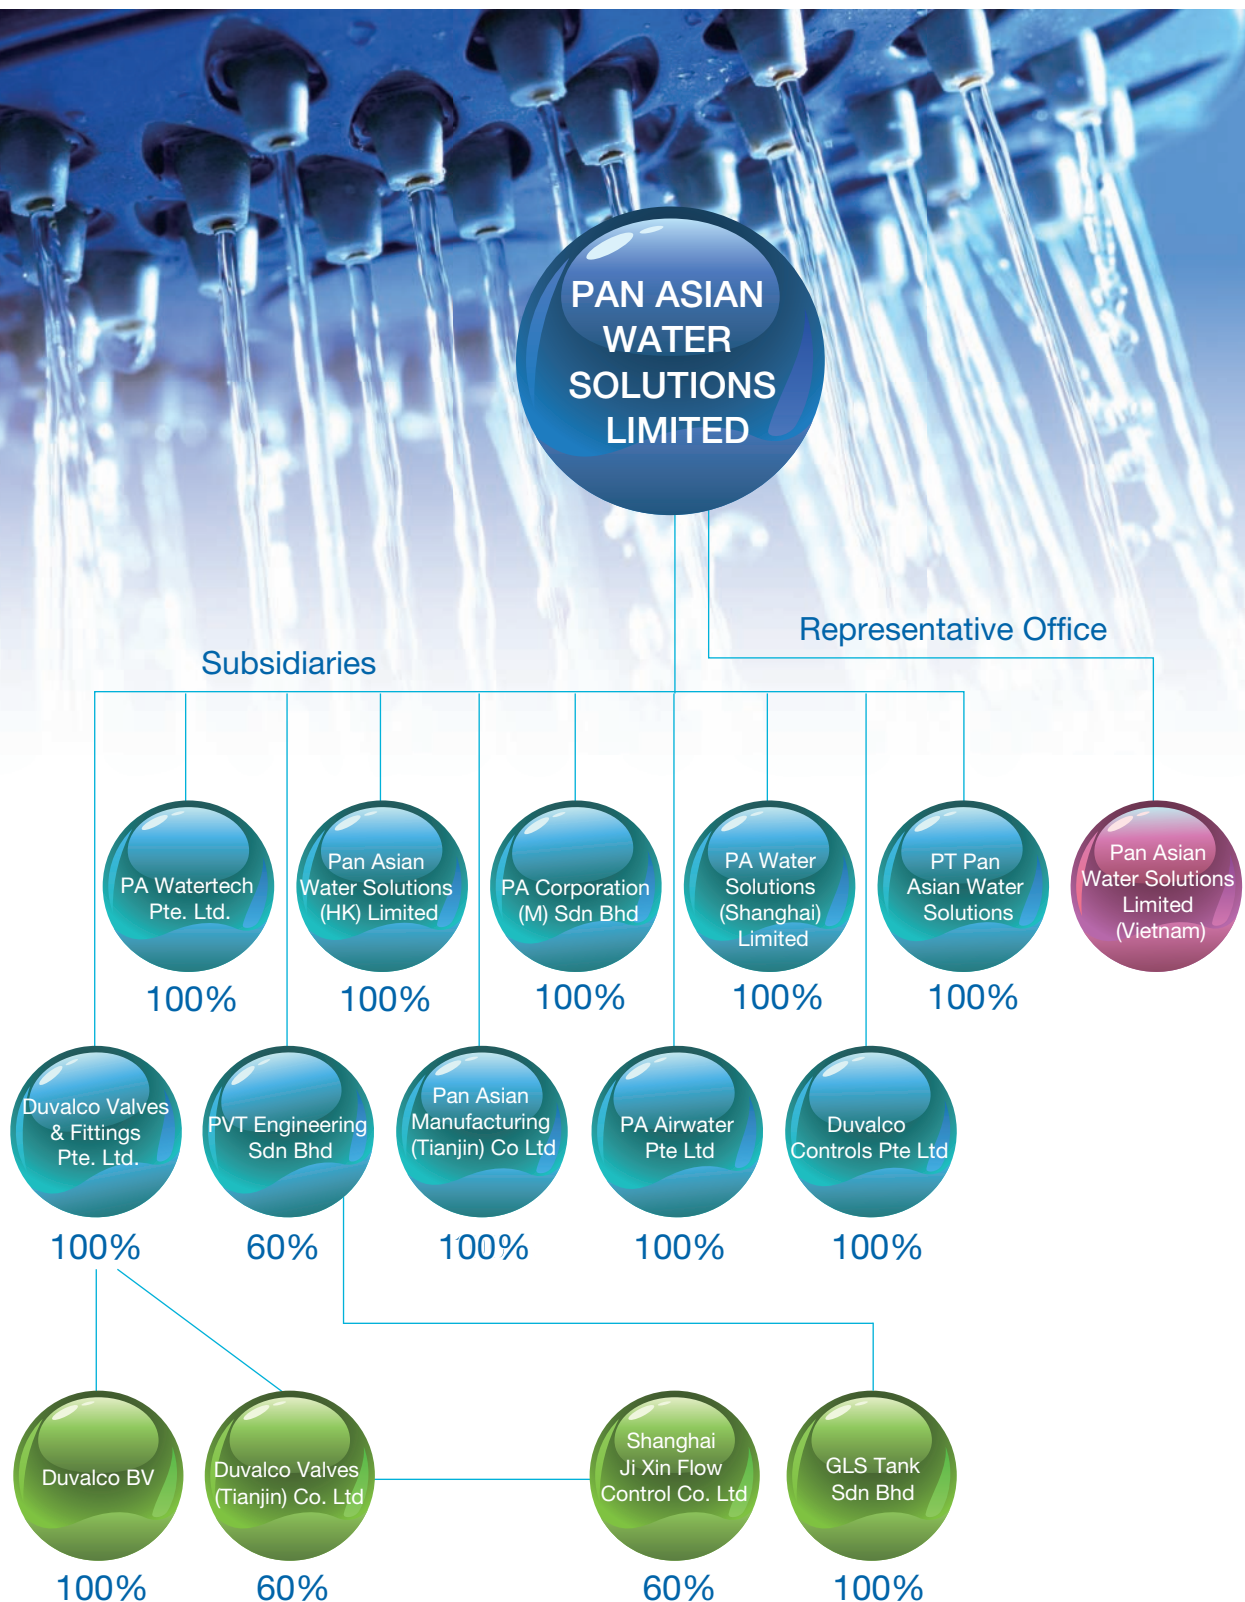 PAN ASIAN
WATER
SOLUTIONS
LIMITED
Representative Office
Subsidiaries
PA Watertech
Pte. Ltd.
100%
Pan Asian
Water Solutions
(HK) Limited
100%
PA Corporation
(M) Sdn Bhd
100%
PA Water
Solutions
(Shanghai)
Limited
100%
PT Pan
Asian Water
Solutions
100%
Pan Asian
Water Solutions
Limited
(Vietnam)
Duvalco Valves
& Fittings
Pte. Ltd.
100%
PVT Engineering
Sdn Bhd
60%
Pan Asian
Manufacturing
(Tianjin) Co Ltd
100%
PA Airwater
Pte Ltd
100%
Duvalco
Controls Pte Ltd
100%
Duvalco BV
100%
Duvalco Valves
(Tianjin) Co. Ltd
60%
Shanghai
Ji Xin Flow
Control Co. Ltd
60%
GLS Tank
Sdn Bhd
100%